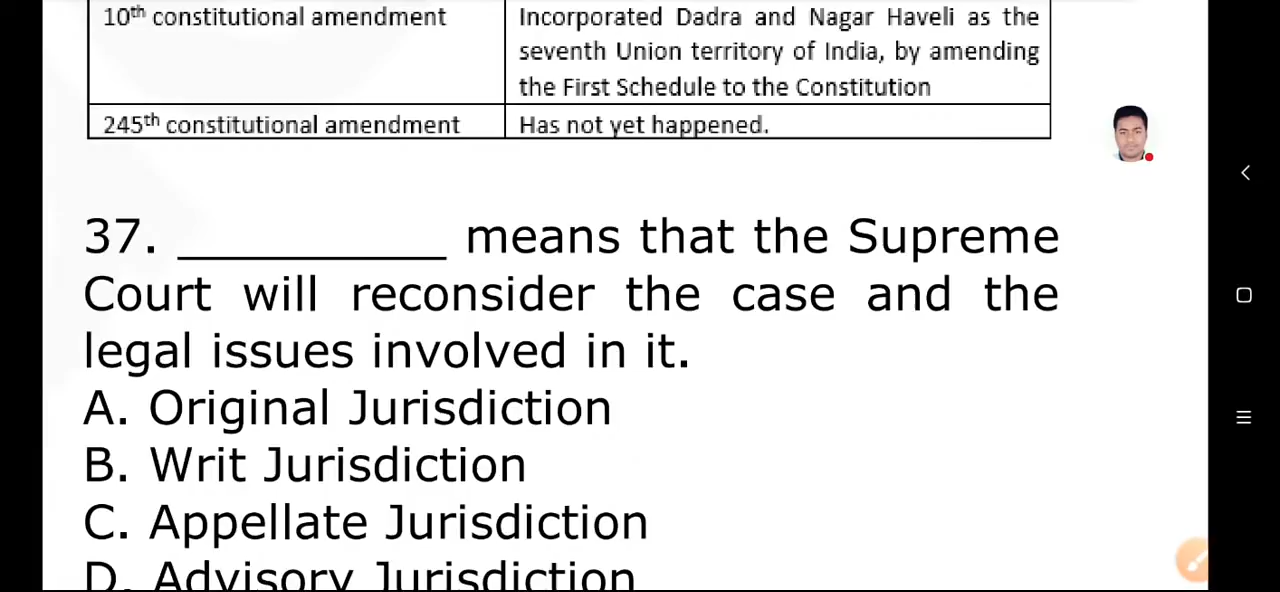 10th constitutional amendment
Incorporated Dadra and Nagar Haveli as the
seventh Union territory of India, by amending
the First Schedule to the Constitution
245th constitutional amendment
Has not yet happened.
37. __________ means that the Supreme
Court will reconsider the case and the
legal issues involved in it.
A. Original Jurisdiction
B. Writ Jurisdiction
C. Appellate Jurisdiction
D. Advisory Jurisdiction